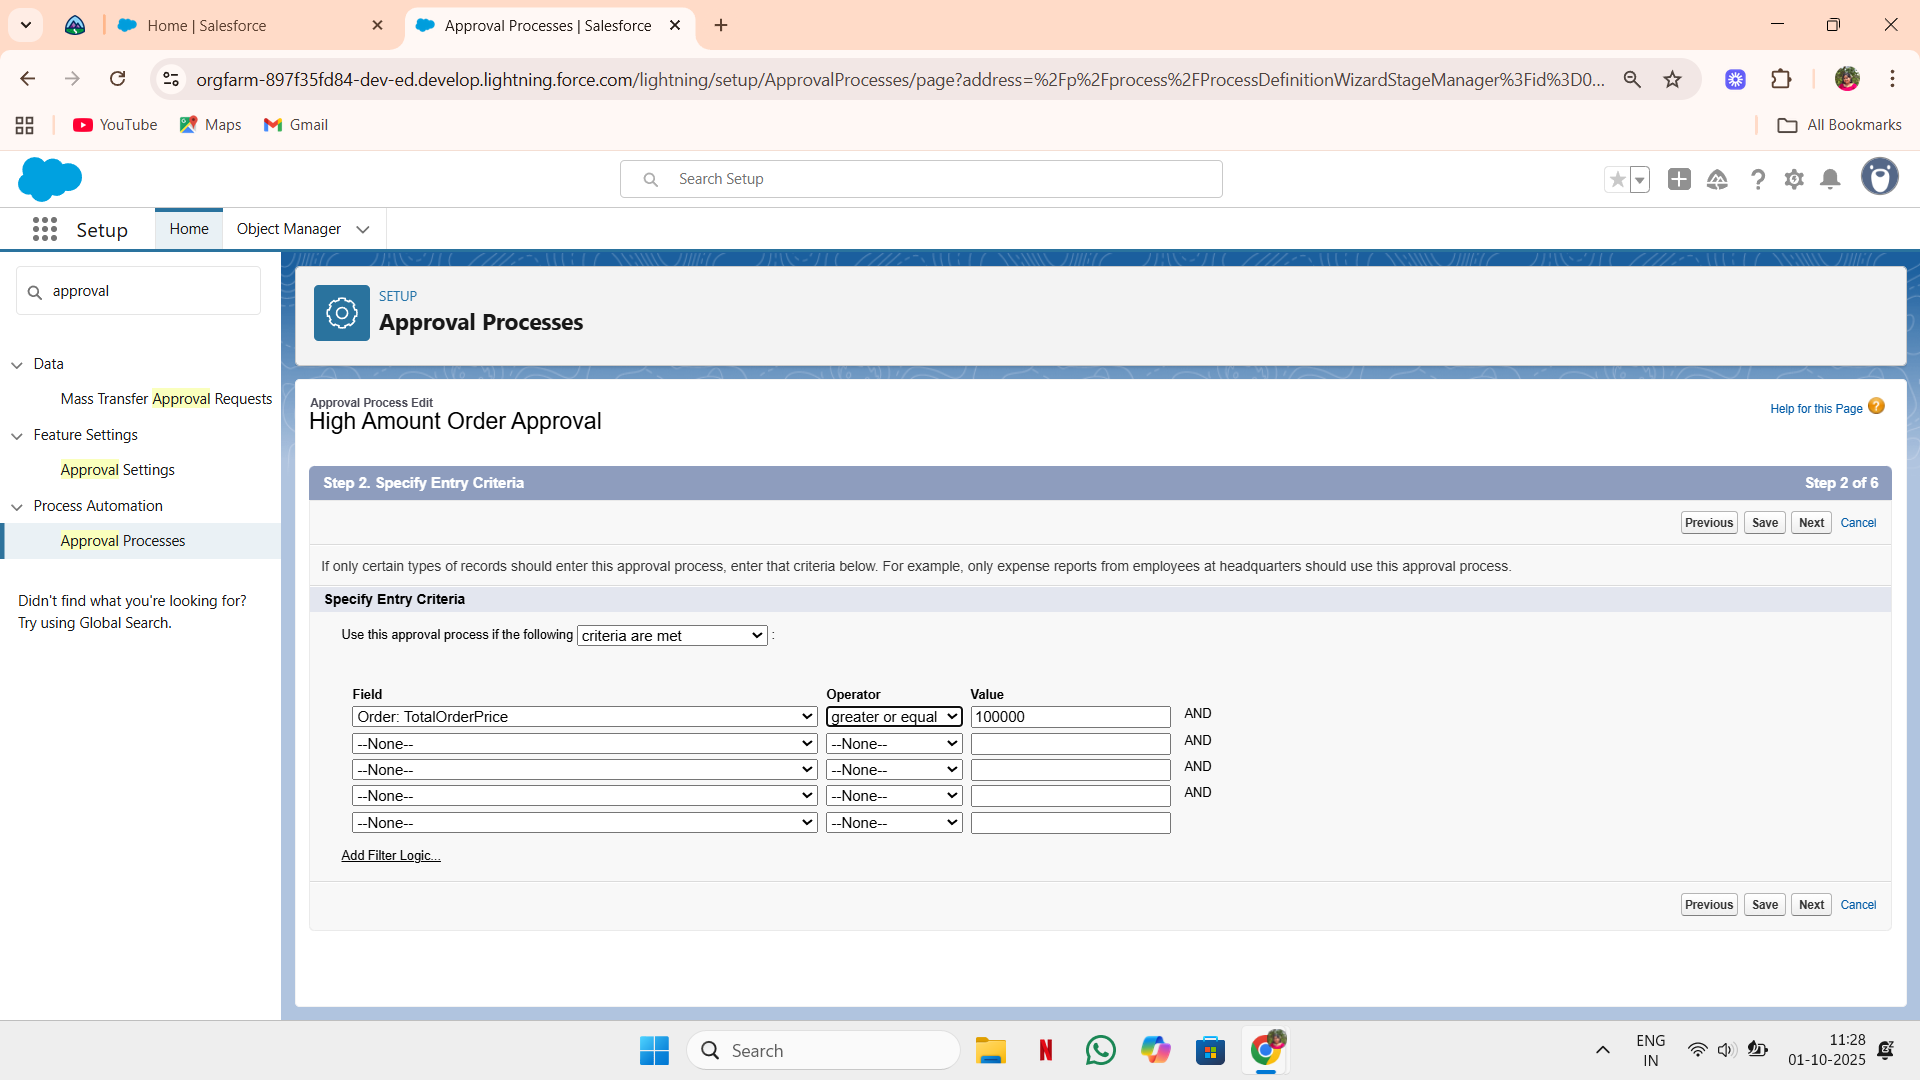 Home | Salesforce
Approval Processes | Salesforce
orgfarm-897f35fd84-dev-ed.develop.lightning.force.com/lightning/setup/ApprovalProcesses/page?address=%2Fp%2Fprocess%2FProcessDefinitionWizardStageManager%3Fid%3D0...
YouTube
Maps
Gmail
All Bookmarks
Search Setup
Setup
Home
Object Manager
approval
Data
Mass Transfer Approval Requests
Feature Settings
Approval Settings
Process Automation
Approval Processes
Didn't find what you're looking for?
Try using Global Search.
SETUP
Approval Processes
Approval Process Edit
High Amount Order Approval
Help for this Page ?
Step 2. Specify Entry Criteria
Step 2 of 6
Previous Save Next Cancel
If only certain types of records should enter this approval process, enter that criteria below. For example, only expense reports from employees at headquarters should use this approval process.
Specify Entry Criteria
Use this approval process if the following criteria are met :
Field Operator Value
Order: TotalOrderPrice greater or equal 100000 AND
--None-- --None-- AND
--None-- --None-- AND
--None-- --None-- AND
--None-- --None--
Add Filter Logic...
Previous Save Next Cancel
Search
N
ENG
IN
11:28
01-10-2025